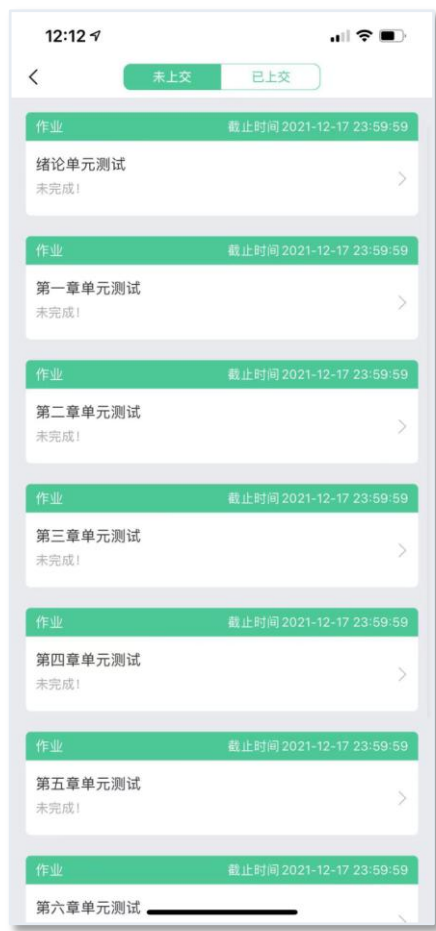 12:12
未上交 已上交
作业 截止时间 2021-12-17 23:59:59
绪论单元测试
未完成!
作业 截止时间 2021-12-17 23:59:59
第一章单元测试
未完成!
作业 截止时间 2021-12-17 23:59:59
第二章单元测试
未完成!
作业 截止时间 2021-12-17 23:59:59
第三章单元测试
未完成!
作业 截止时间 2021-12-17 23:59:59
第四章单元测试
未完成!
作业 截止时间 2021-12-17 23:59:59
第五章单元测试
未完成!
作业 截止时间 2021-12-17 23:59:59
第六章单元测试